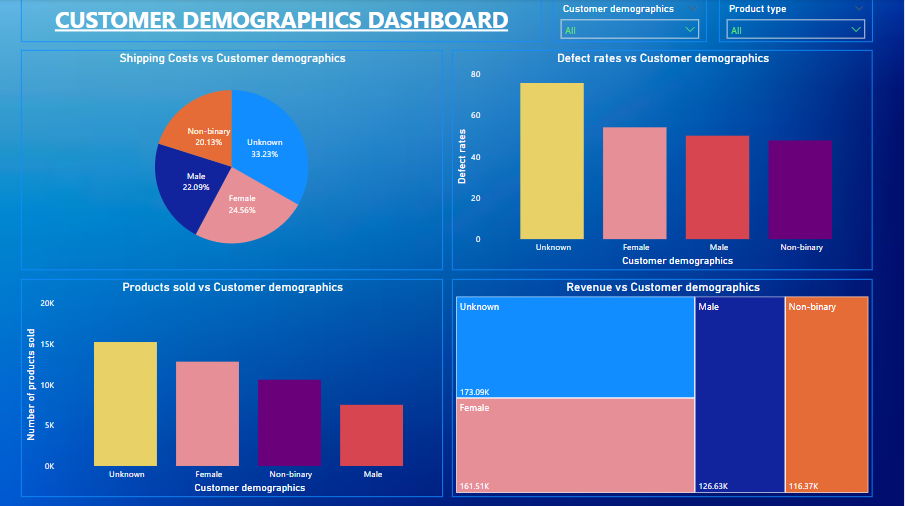 CUSTOMER DEMOGRAPHICS DASHBOARD
Customer demographics
All
Product type
All
Shipping Costs vs Customer demographics
Non-binary
20.13%
Unknown
33.23%
Male
22.09%
Female
24.56%
Defect rates vs Customer demographics
80
60
40
20
0
Defect rates
Unknown
Female
Male
Non-binary
Customer demographics
Products sold vs Customer demographics
20K
15K
10K
5K
0K
Number of products sold
Unknown
Female
Non-binary
Male
Customer demographics
Revenue vs Customer demographics
Unknown
173.09K
Female
161.51K
Male
126.63K
Non-binary
116.37K